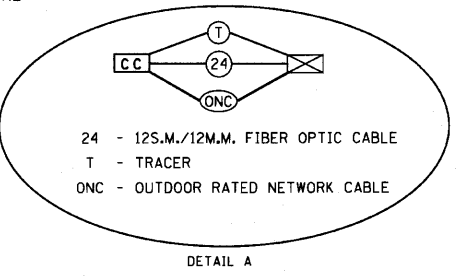 T
CC 24
ONC
24 - 12S.M./12M.M. FIBER OPTIC CABLE
T - TRACER
ONC - OUTDOOR RATED NETWORK CABLE
DETAIL A